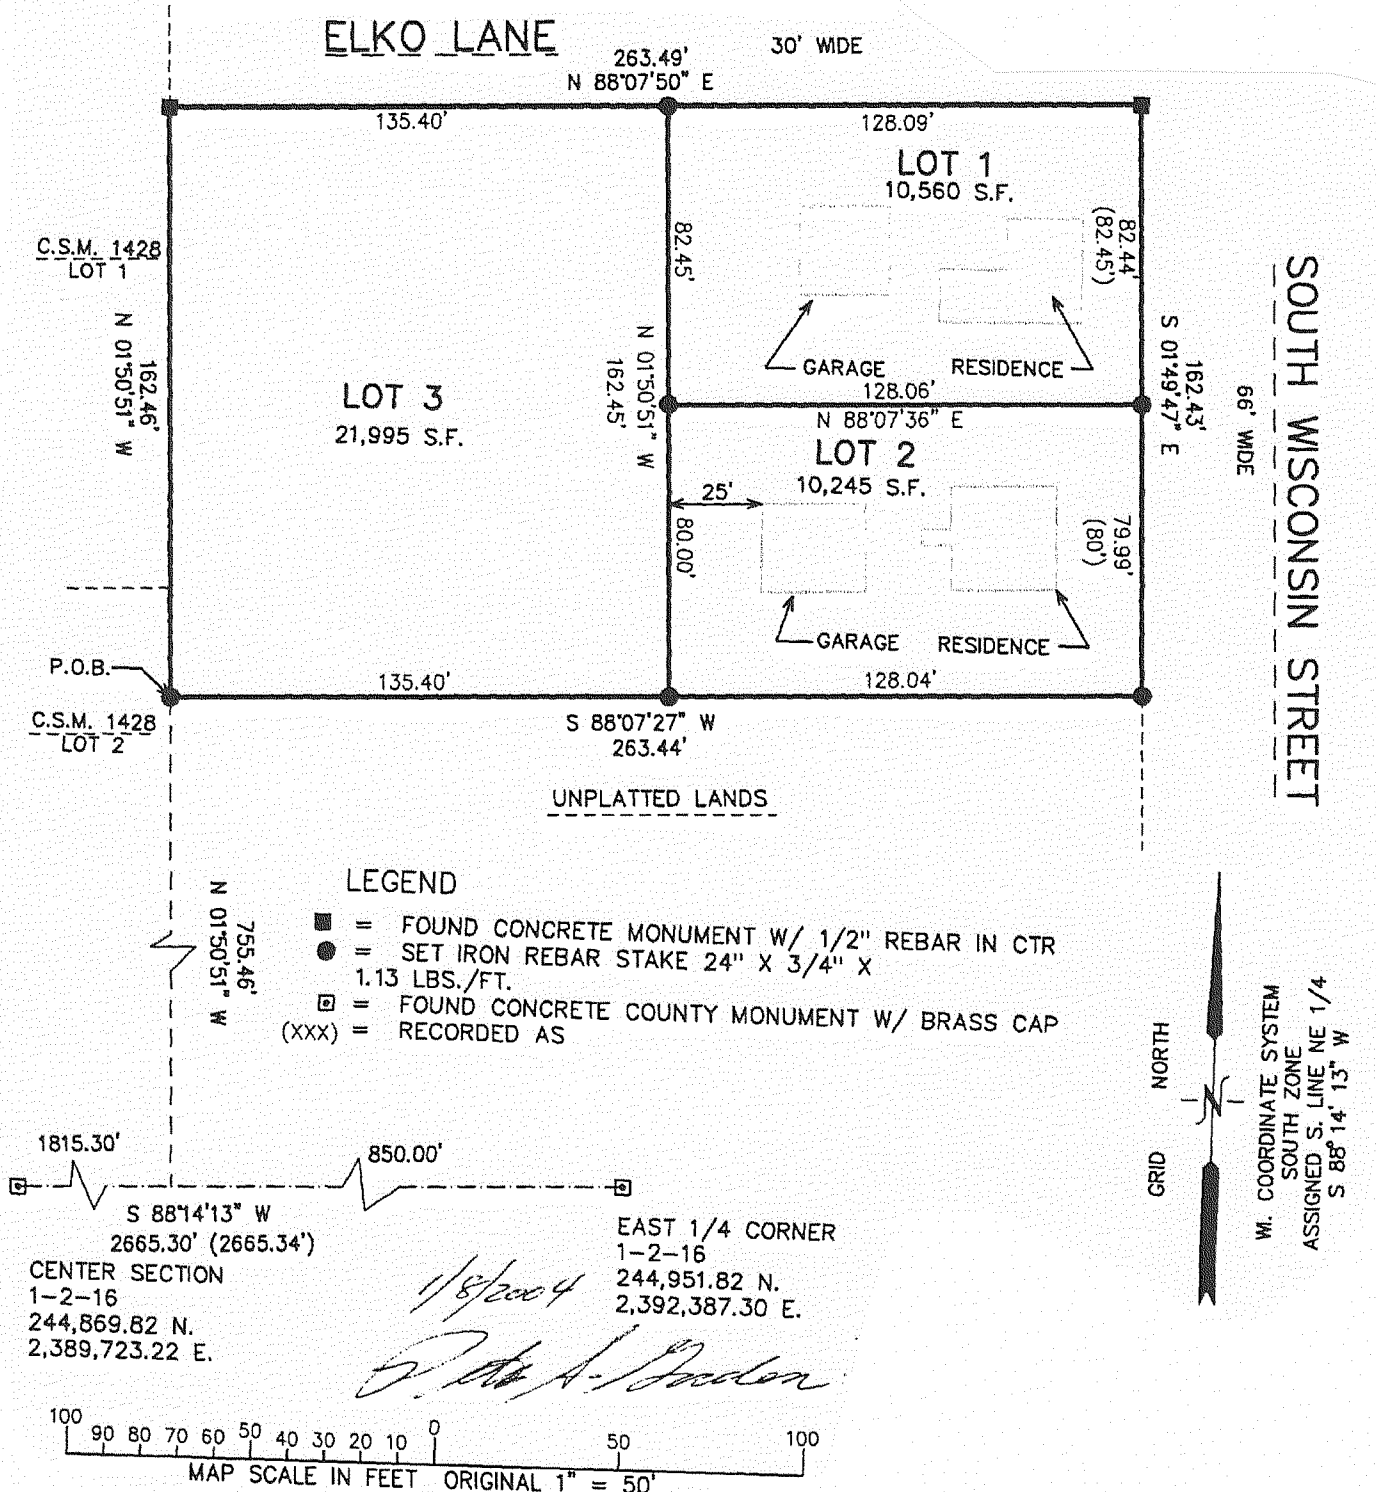 ELKO LANE
30' WIDE
263.49'
N 88°07'50" E
135.40'
128.09'
LOT 1
10,560 S.F.
C.S.M. 1428
LOT 1
82.45'
82.44'
(82.45')
N 01°50'51" W
162.46'
N 01°50'51" W
162.45'
S 01°49'47" E
162.43'
66' WIDE
SOUTH WISCONSIN STREET
GARAGE
RESIDENCE
LOT 3
21,995 S.F.
128.06'
N 88°07'36" E
LOT 2
10,245 S.F.
25'
80.00'
79.99'
(80')
GARAGE
RESIDENCE
P.O.B.
135.40'
128.04'
C.S.M. 1428
LOT 2
S 88°07'27" W
263.44'
UNPLATTED LANDS
N 01°50'51" W
755.46'
LEGEND
= FOUND CONCRETE MONUMENT W/ 1/2" REBAR IN CTR
= SET IRON REBAR STAKE 24" X 3/4" X
1.13 LBS./FT.
= FOUND CONCRETE COUNTY MONUMENT W/ BRASS CAP
(XXX) = RECORDED AS
GRID NORTH
WI. COORDINATE SYSTEM
SOUTH ZONE
ASSIGNED S. LINE NE 1/4
S 88° 14' 13" W
1815.30'
850.00'
S 88°14'13" W
2665.30' (2665.34')
CENTER SECTION
1-2-16
244,869.82 N.
2,389,723.22 E.
EAST 1/4 CORNER
1-2-16
244,951.82 N.
2,392,387.30 E.
1/8/2004
100 90 80 70 60 50 40 30 20 10 0 50 100
MAP SCALE IN FEET ORIGINAL 1" = 50'